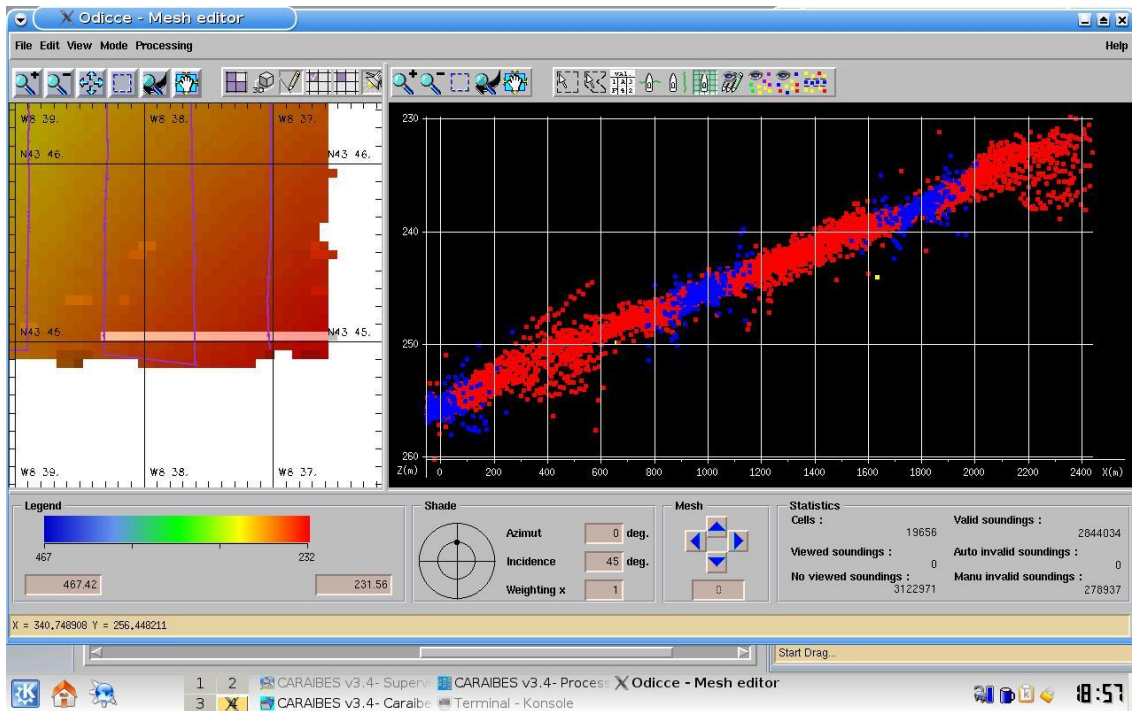 Odicce - Mesh editor
File Edit View Mode Processing Help
3D
VAL.
W8 39. W8 38. W8 37.
N43 46. N43 46.
N43 45. N43 45.
W8 39. W8 38. W8 37.
230
240
250
260
Z(m) 0 200 400 600 800 1000 1200 1400 1600 1800 2000 2200 2400 X(m)
Legend
467 232
467.42 231.56
Shade
Azimut 0 deg.
Incidence 45 deg.
Weighting x 1
Mesh
0
Statistics
Cells : 19656
Valid soundings : 2844034
Viewed soundings : 0
Auto invalid soundings : 0
No viewed soundings : 3122971
Manu invalid soundings : 278937
X = 340.748908 Y = 256.448211
Start Drag...
1 2 CARAIBES v3.4- Superv CARAIBES v3.4- Process Odicce - Mesh editor
3 4 CARAIBES v3.4- Caraibe Terminal - Konsole
18:57